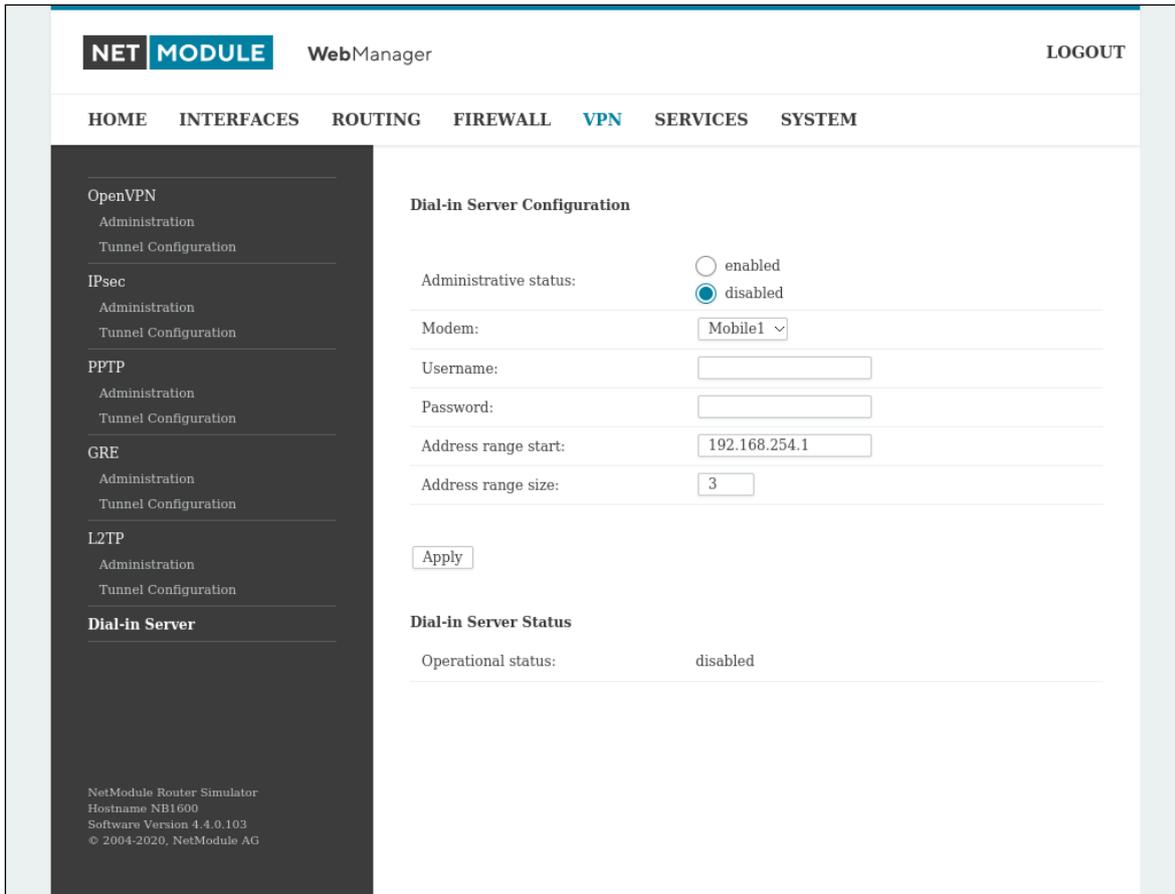 NET MODULE WebManager LOGOUT
HOME INTERFACES ROUTING FIREWALL VPN SERVICES SYSTEM
OpenVPN
Administration
Tunnel Configuration
IPsec
Administration
Tunnel Configuration
PPTP
Administration
Tunnel Configuration
GRE
Administration
Tunnel Configuration
L2TP
Administration
Tunnel Configuration
Dial-in Server
NetModule Router Simulator
Hostname NB1600
Software Version 4.4.0.103
© 2004-2020, NetModule AG
Dial-in Server Configuration
Administrative status:
enabled
disabled
Modem: Mobile1
Username:
Password:
Address range start: 192.168.254.1
Address range size: 3
Apply
Dial-in Server Status
Operational status: disabled